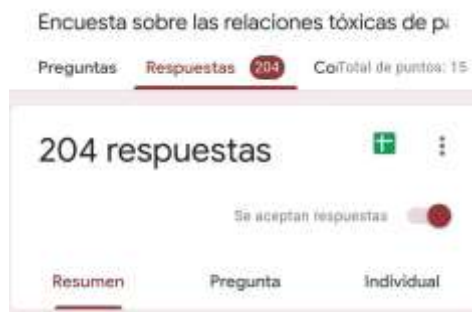 Encuesta sobre las relaciones tóxicas de p
Preguntas Respuestas 204 Co Total de puntos: 15
204 respuestas
Se aceptan respuestas
Resumen Pregunta Individual